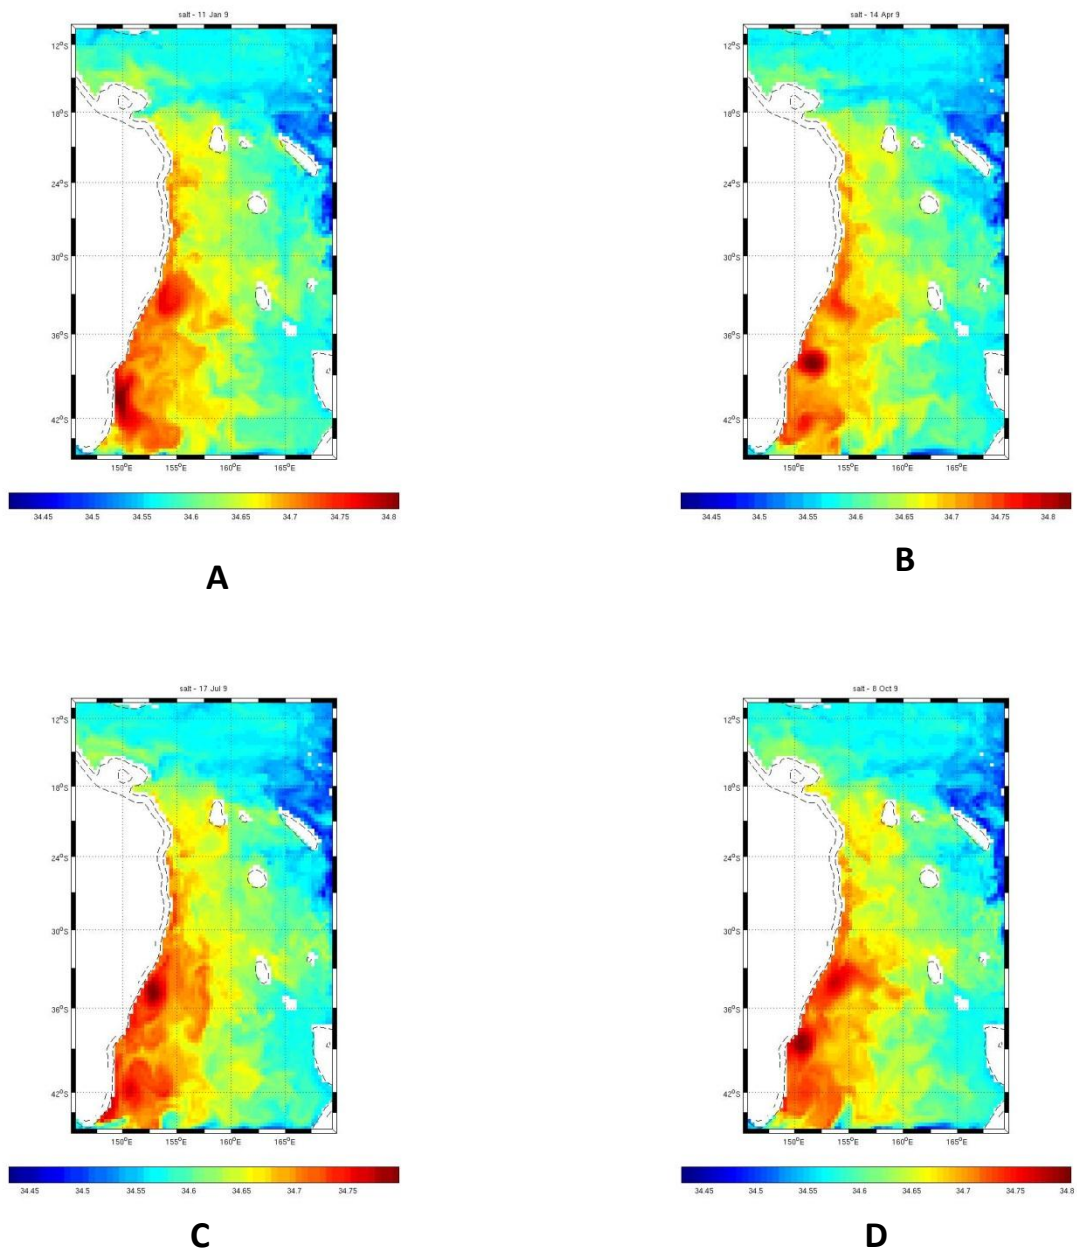 salt - 11 Jan 9
12°S
18°S
24°S
30°S
36°S
42°S
150°E 155°E 160°E 165°E
34.45 34.5 34.55 34.6 34.65 34.7 34.75 34.8
A
salt - 14 Apr 9
12°S
18°S
24°S
30°S
36°S
42°S
150°E 155°E 160°E 165°E
34.45 34.5 34.55 34.6 34.65 34.7 34.75 34.8
B
salt - 17 Jul 9
12°S
18°S
24°S
30°S
36°S
42°S
150°E 155°E 160°E 165°E
34.45 34.5 34.55 34.6 34.65 34.7 34.75
C
salt - 8 Oct 9
12°S
18°S
24°S
30°S
36°S
42°S
150°E 155°E 160°E 165°E
34.45 34.5 34.55 34.6 34.65 34.7 34.75 34.8
D